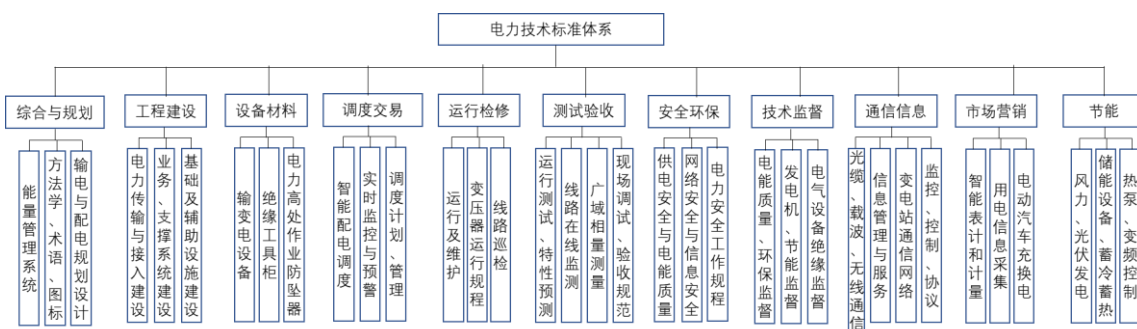 电力技术标准体系
综合与规划
工程建设
设备材料
调度交易
运行检修
测试验收
安全环保
技术监督
通信信息
市场营销
节能
能量管理系统
方法学、术语、图标
输电与配电规划设计
电力传输与接入建设
业务、支撑系统建设
基础及辅助设施建设
输变电设备
绝缘工具柜
电力高处作业防坠器
智能配电调度
实时监控与预警
调度计划、管理
运行及维护
变压器运行规程
线路巡检
运行测试、特性预测
线路在线监测
广域相量测量
现场调试、验收规范
供电安全与电能质量
网络安全与信息安全
电力安全工作规程
电能质量、环保监督
发电机、节能监督
电气设备绝缘监督
光缆、载波、无线通信
信息管理与服务
变电站通信网络
监控、控制、协议
智能表计和计量
用电信息采集
电动汽车充换电
风力、光伏发电
储能设备、蓄冷蓄热
热泵、变频控制